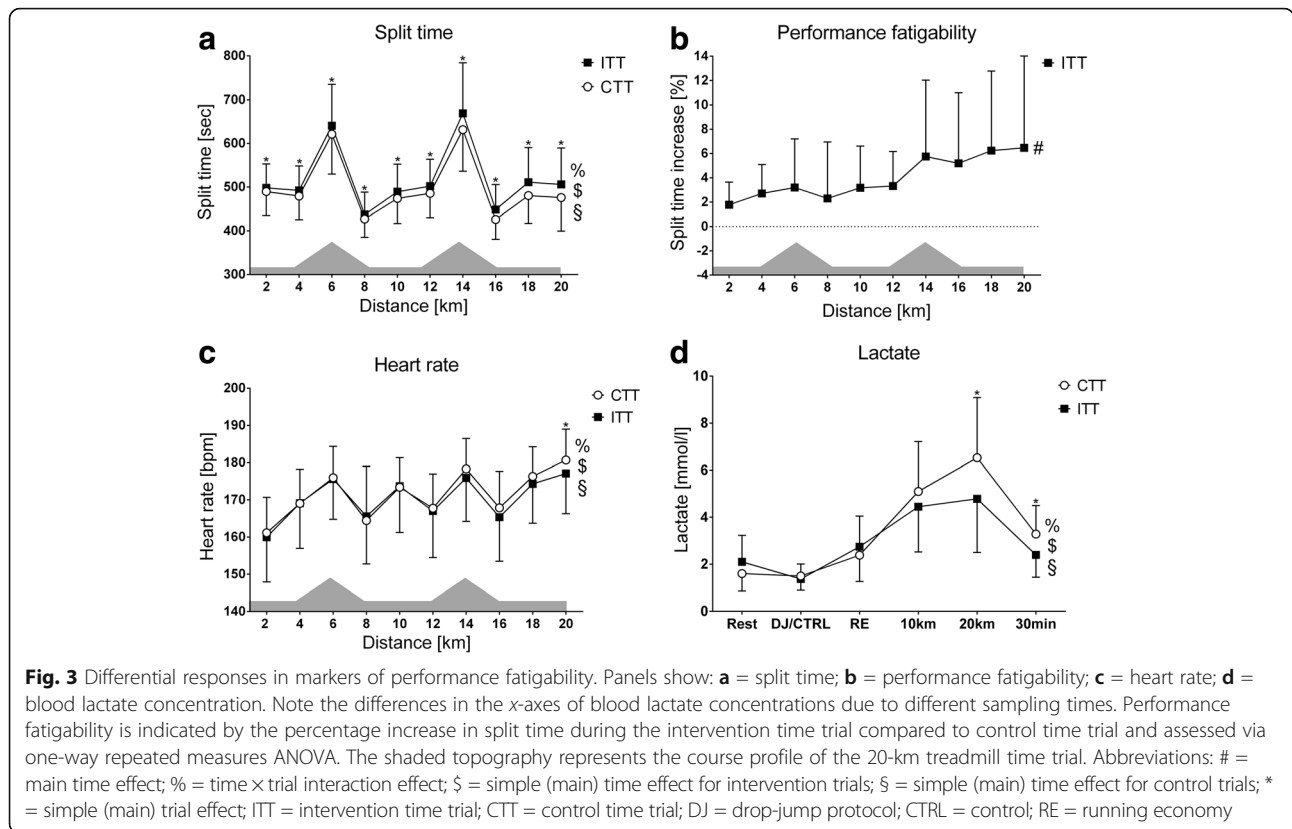 a
Split time
800
700
600
500
400
300
Split time [sec]
ITT
CTT
* * * * * * * * * *
%
$
§
2 4 6 8 10 12 14 16 18 20
Distance [km]
b
Performance fatigability
14
12
10
8
6
4
2
0
-2
-4
Split time increase [%]
ITT
#
2 4 6 8 10 12 14 16 18 20
Distance [km]
c
Heart rate
200
190
180
170
160
150
140
Heart rate [bpm]
CTT
ITT
*
%
$
§
2 4 6 8 10 12 14 16 18 20
Distance [km]
d
Lactate
10
8
6
4
2
0
Lactate [mmol/l]
CTT
ITT
*
*
%
$
§
Rest DJ/CTRL RE 10km 20km 30min
Fig. 3 Differential responses in markers of performance fatigability. Panels show: a = split time; b = performance fatigability; c = heart rate; d =
blood lactate concentration. Note the differences in the x-axes of blood lactate concentrations due to different sampling times. Performance
fatigability is indicated by the percentage increase in split time during the intervention time trial compared to control time trial and assessed via
one-way repeated measures ANOVA. The shaded topography represents the course profile of the 20-km treadmill time trial. Abbreviations: # =
main time effect; % = time × trial interaction effect; $ = simple (main) time effect for intervention trials; § = simple (main) time effect for control trials; *
= simple (main) trial effect; ITT = intervention time trial; CTT = control time trial; DJ = drop-jump protocol; CTRL = control; RE = running economy